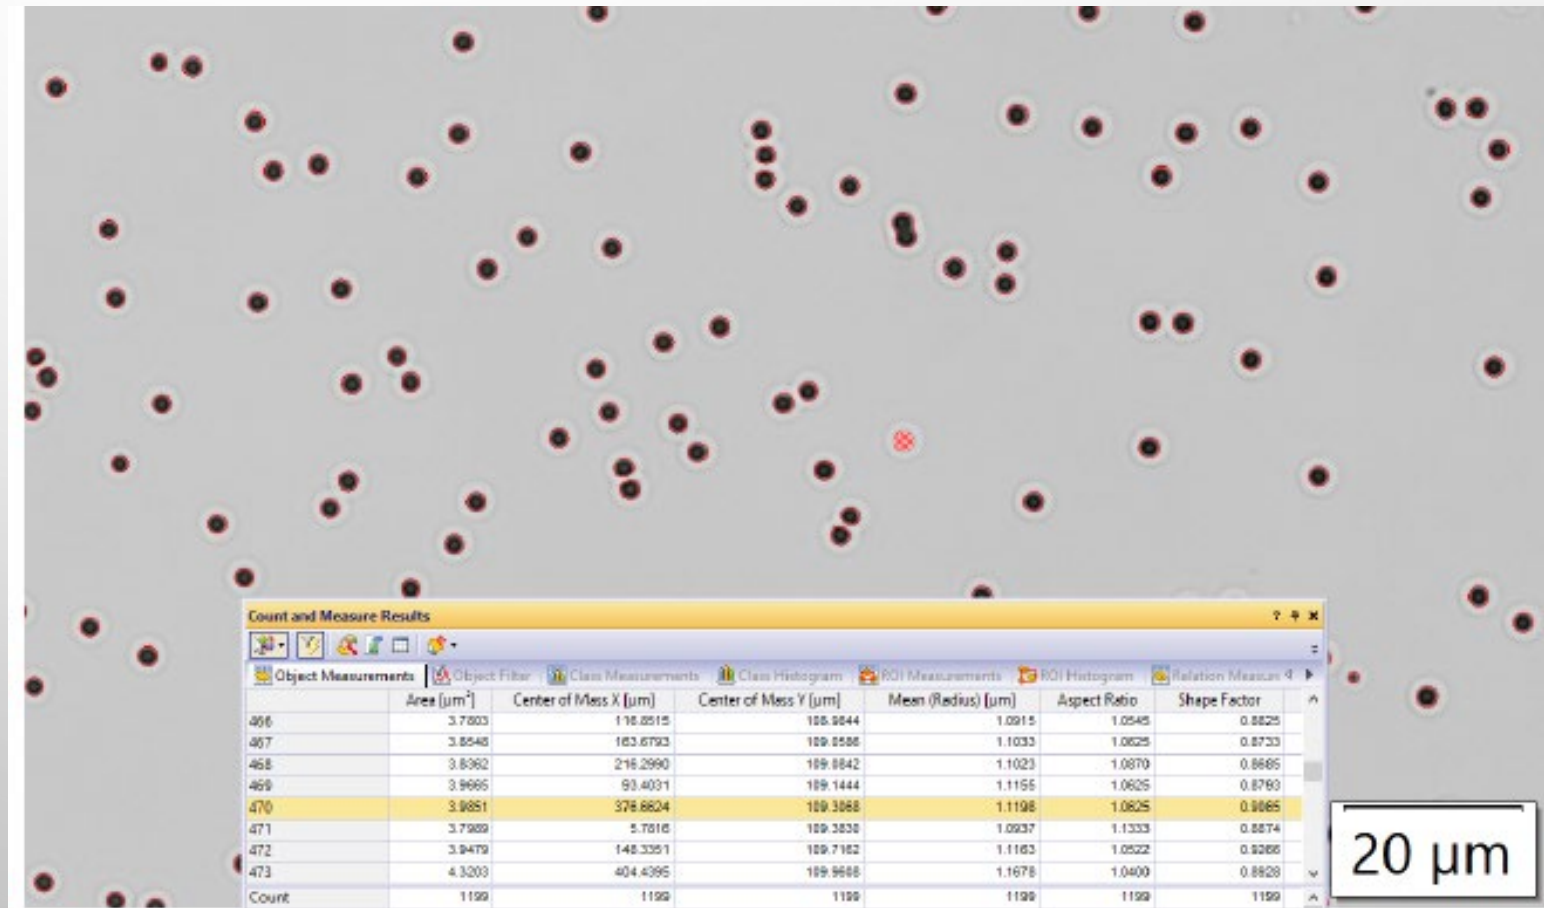 Count and Measure Results
Object Measurements Object Filter Class Measurements Class Histogram ROI Measurements ROI Histogram Relation Measure
Area [µm²] Center of Mass X [µm] Center of Mass Y [µm] Mean (Radius) [µm] Aspect Ratio Shape Factor
466 3.7803 116.8515 108.9844 1.0915 1.0545 0.8825
467 3.8548 163.6793 109.0586 1.1033 1.0625 0.8733
468 3.8362 216.2990 109.0842 1.1023 1.0870 0.8685
469 3.9665 93.4031 109.1444 1.1155 1.0625 0.8793
470 3.9851 376.6624 109.3068 1.1198 1.0625 0.9065
471 3.7989 5.7816 109.3830 1.0937 1.1333 0.8874
472 3.9479 148.3351 109.7162 1.1163 1.0522 0.9266
473 4.3203 404.4395 109.9608 1.1678 1.0400 0.8928
Count 1199 1199 1199 1199 1199 1199
20 µm